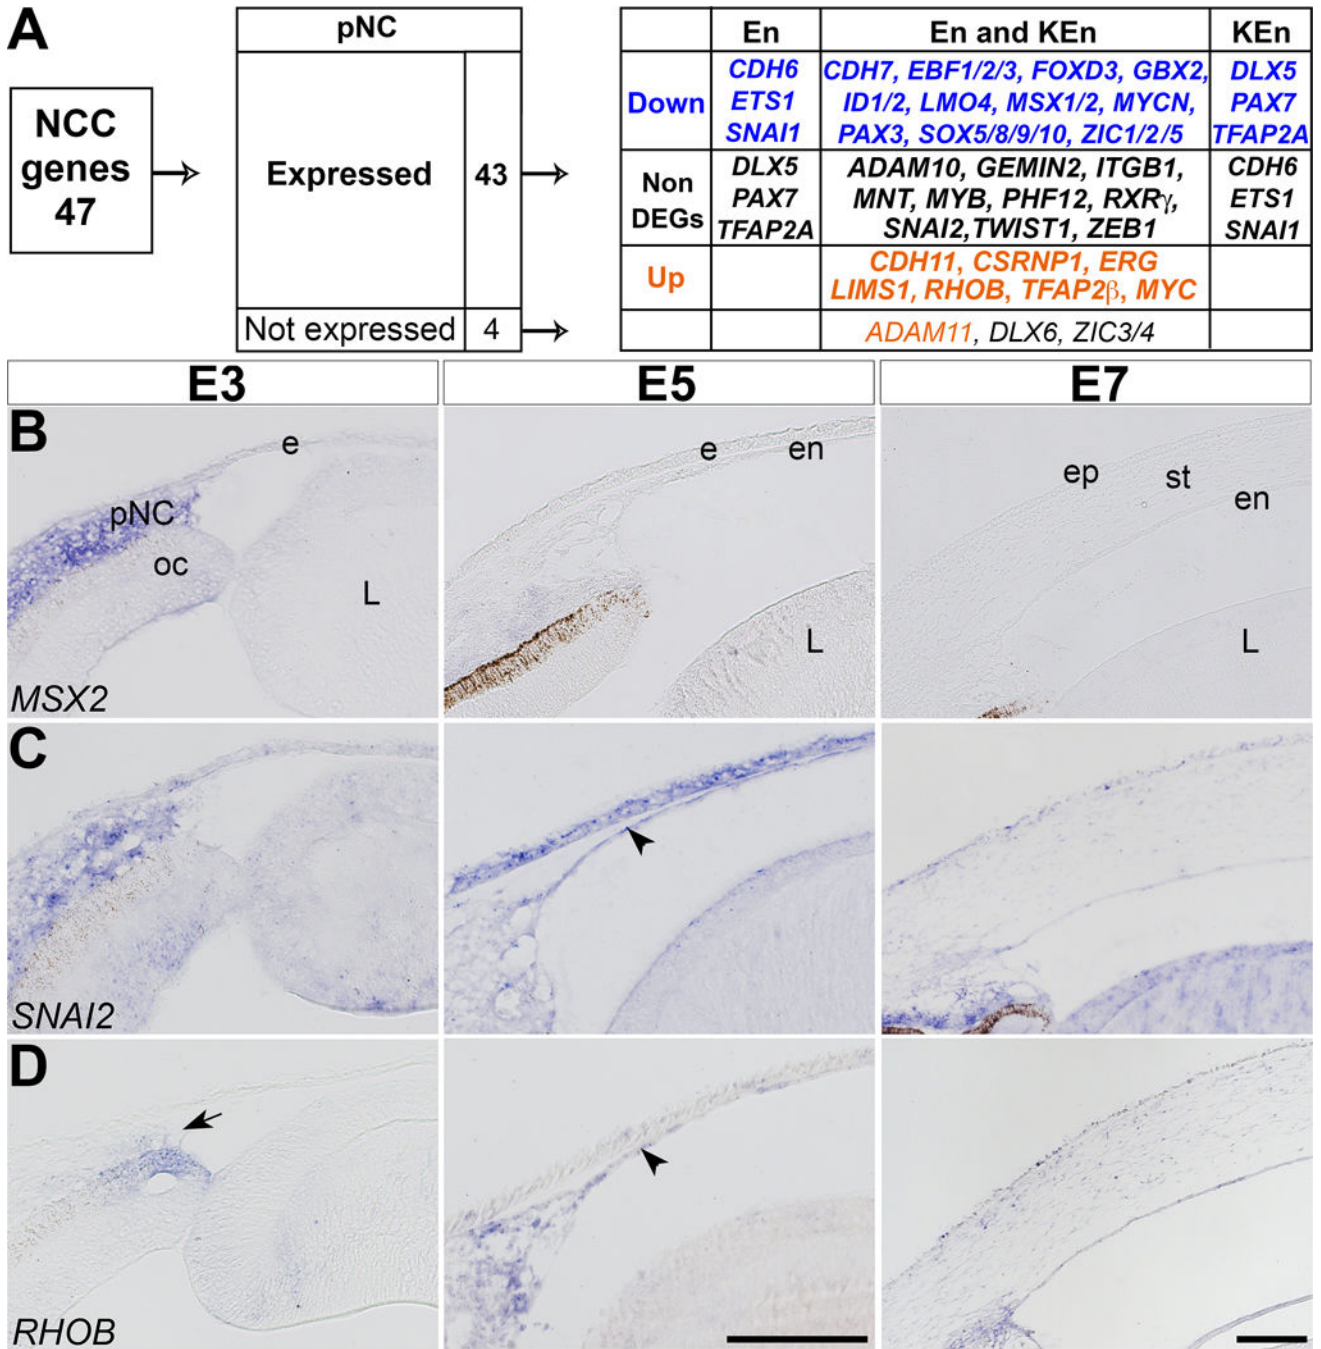 A
NCC
genes
47
pNC
Expressed
43
Not expressed
4
En
En and KEn
KEn
Down
CDH6
ETS1
SNAI1
CDH7, EBF1/2/3, FOXD3, GBX2,
ID1/2, LMO4, MSX1/2, MYCN,
PAX3, SOX5/8/9/10, ZIC1/2/5
DLX5
PAX7
TFAP2A
Non
DEGs
DLX5
PAX7
TFAP2A
ADAM10, GEMIN2, ITGB1,
MNT, MYB, PHF12, RXRγ,
SNAI2,TWIST1, ZEB1
CDH6
ETS1
SNAI1
Up
CDH11, CSRNP1, ERG
LIMS1, RHOB, TFAP2β, MYC
ADAM11, DLX6, ZIC3/4
E3
E5
E7
B
e
pNC
oc
L
MSX2
e
en
L
ep
st
en
L
C
SNAI2
D
RHOB